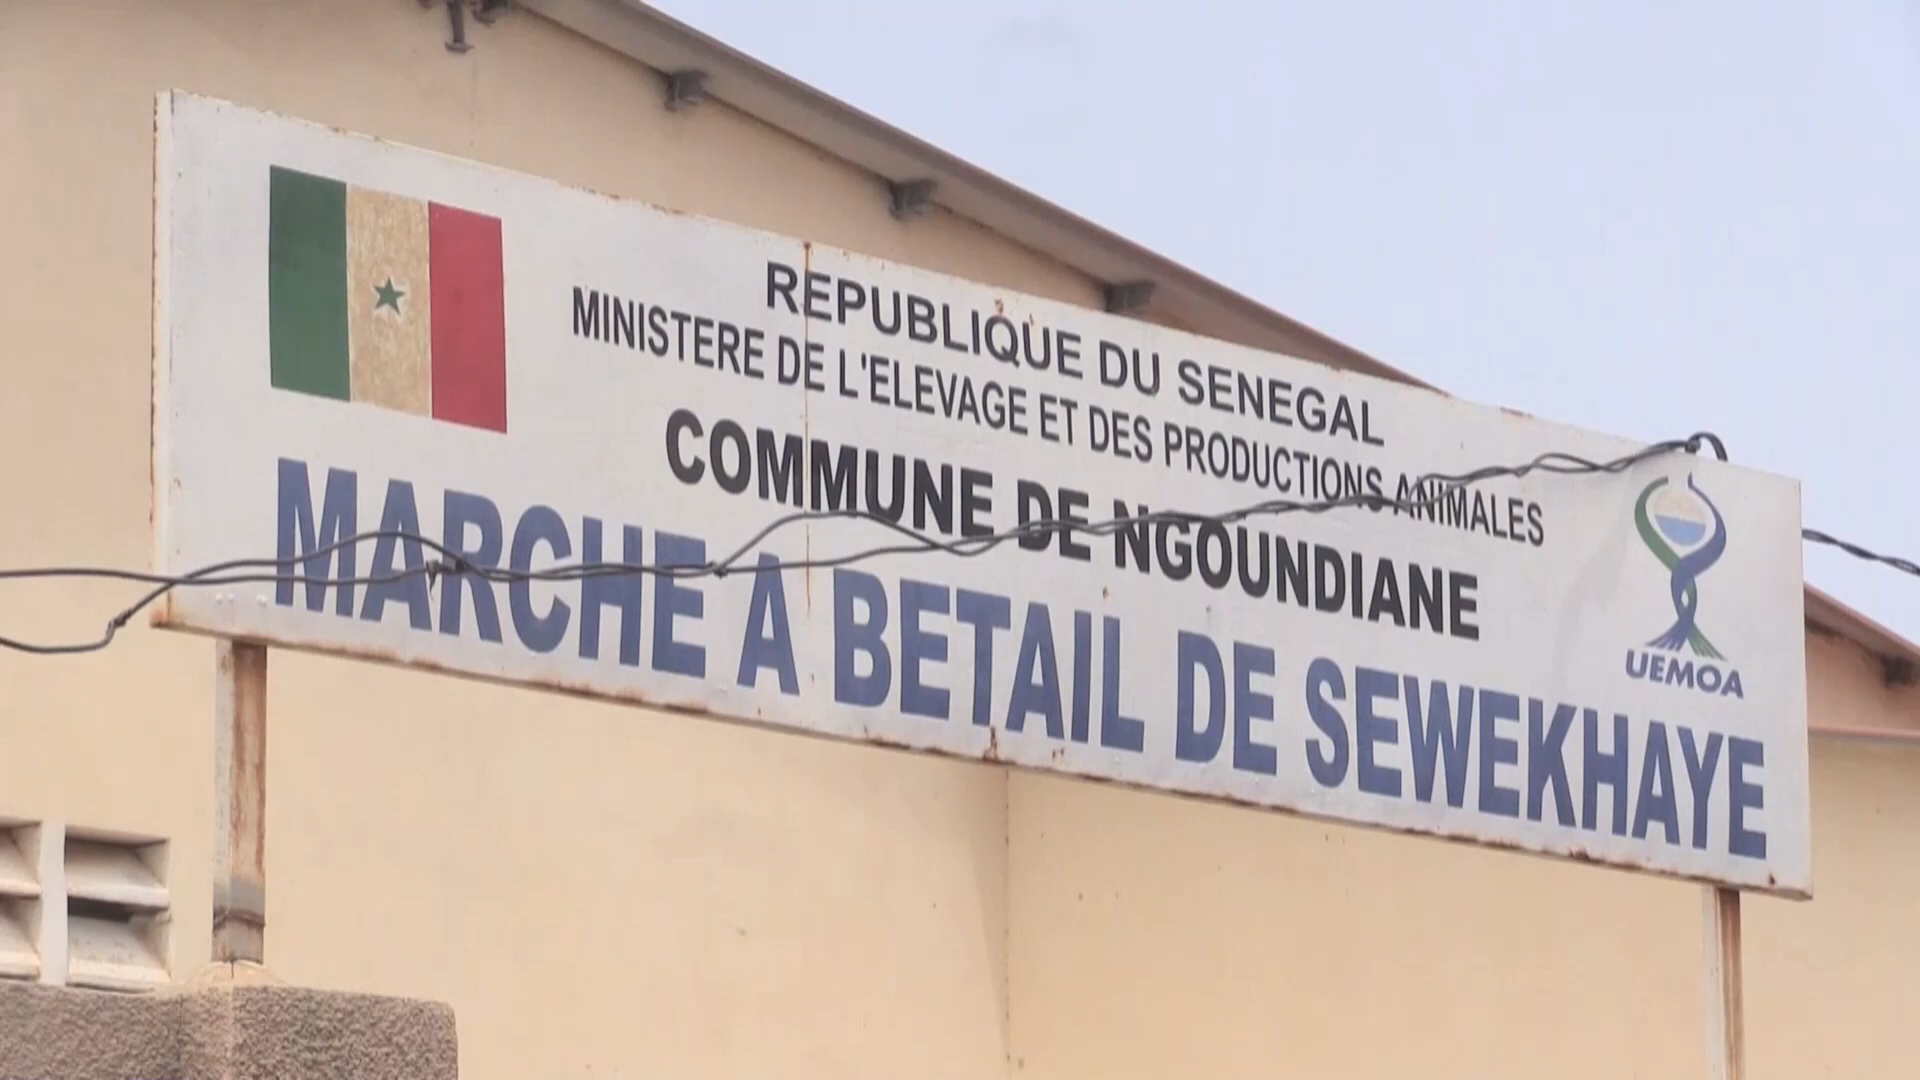 REPUBLIQUE DU SENEGAL
MINISTERE DE L'ELEVAGE ET DES PRODUCTIONS ANIMALES
COMMUNE DE NGOUNDIANE
MARCHE A BETAIL DE SEWEKHAYE
UEMOA